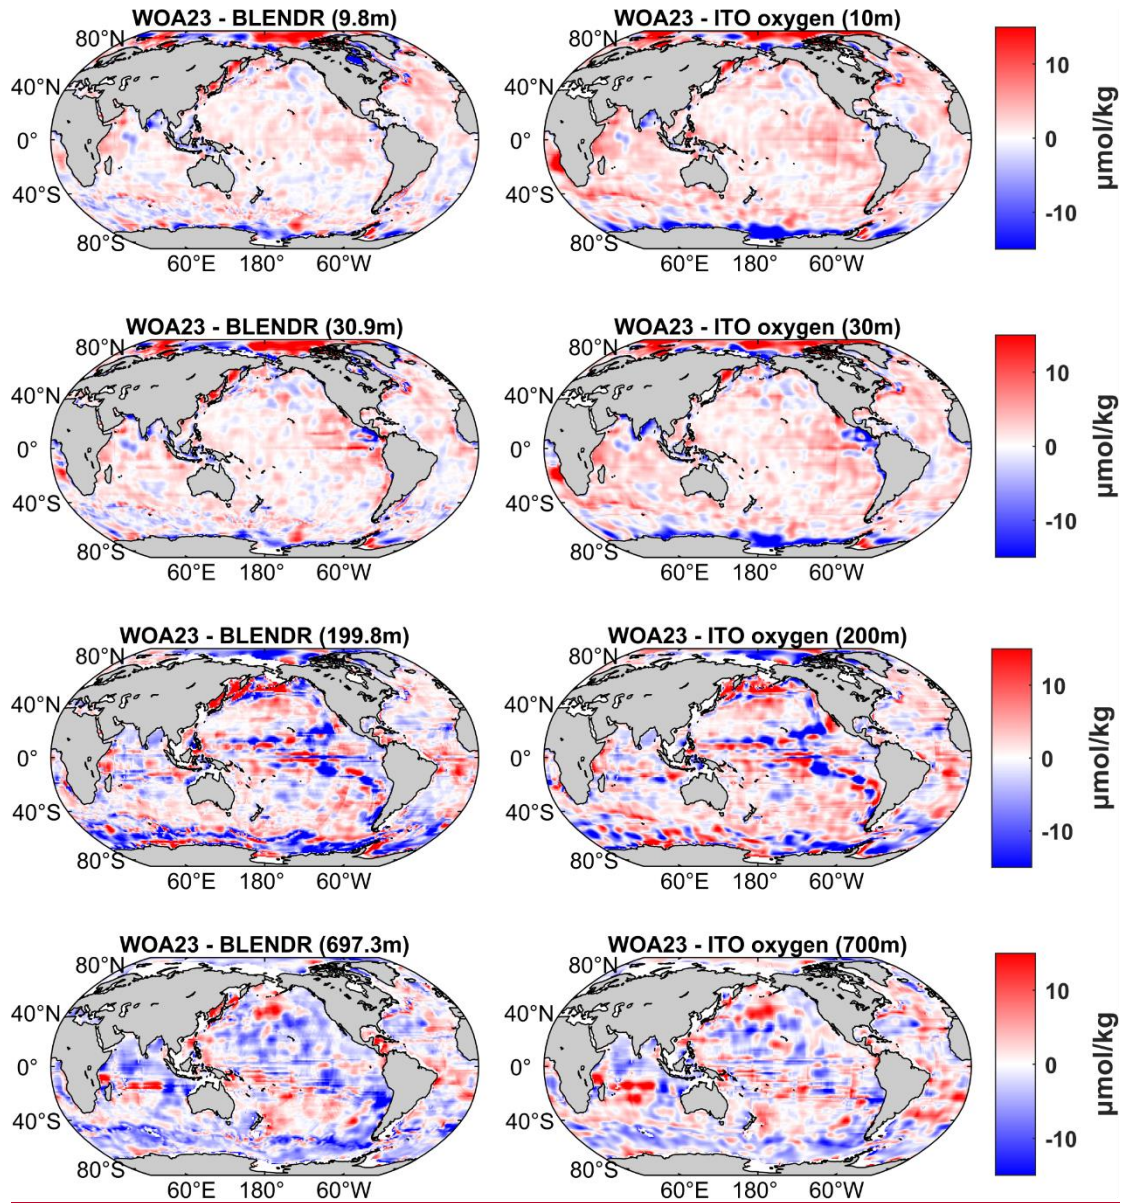 WOA23 - BLENDR (9.8m)
WOA23 - ITO oxygen (10m)
80°N
40°N
0°
40°S
80°S
60°E
180°
60°W
80°N
40°N
0°
40°S
80°S
60°E
180°
60°W
10
0
-10
µmol/kg
WOA23 - BLENDR (30.9m)
WOA23 - ITO oxygen (30m)
80°N
40°N
0°
40°S
80°S
60°E
180°
60°W
80°N
40°N
0°
40°S
80°S
60°E
180°
60°W
10
0
-10
µmol/kg
WOA23 - BLENDR (199.8m)
WOA23 - ITO oxygen (200m)
80°N
40°N
0°
40°S
80°S
60°E
180°
60°W
80°N
40°N
0°
40°S
80°S
60°E
180°
60°W
10
0
-10
µmol/kg
WOA23 - BLENDR (697.3m)
WOA23 - ITO oxygen (700m)
80°N
40°N
0°
40°S
80°S
60°E
180°
60°W
80°N
40°N
0°
40°S
80°S
60°E
180°
60°W
10
0
-10
µmol/kg